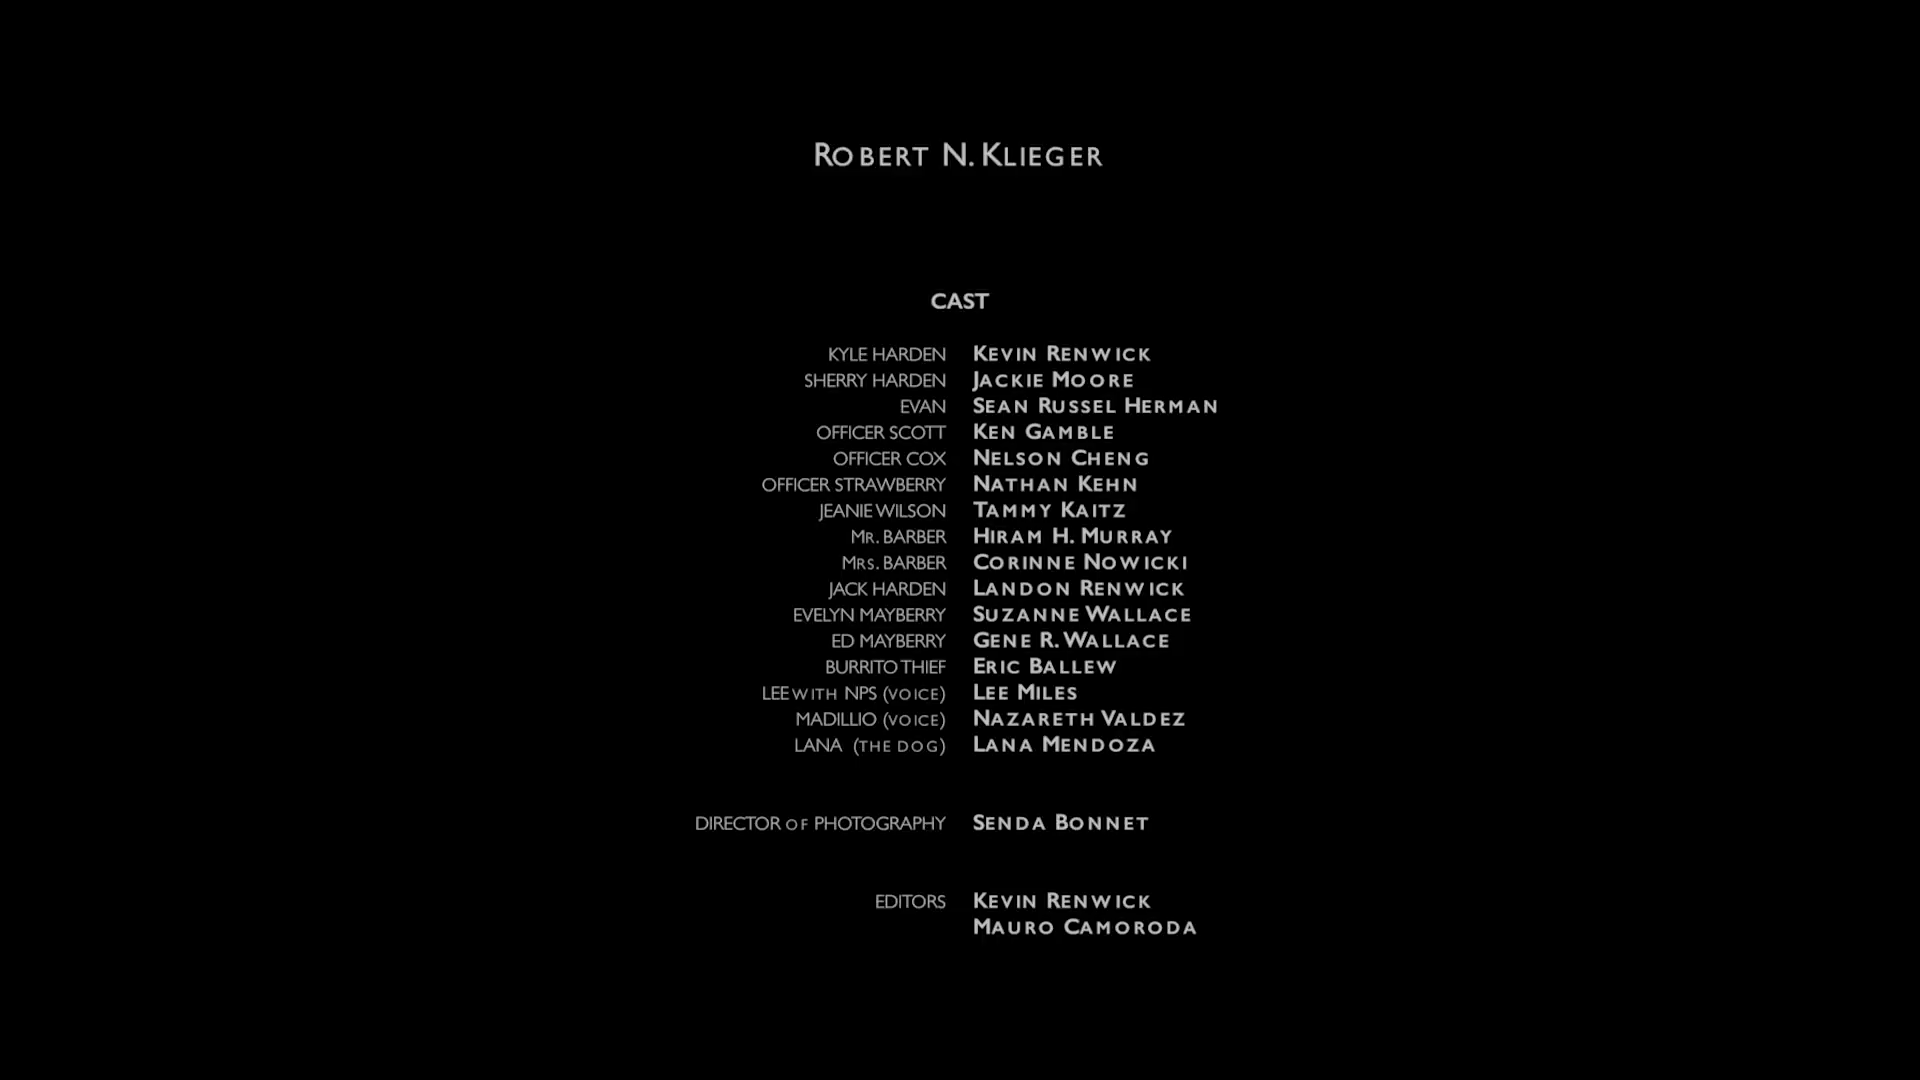 ROBERT N. KLIEGER
CAST
KYLE HARDEN KEVIN RENWICK
SHERRY HARDEN JACKIE MOORE
EVAN SEAN RUSSEL HERMAN
OFFICER SCOTT KEN GAMBLE
OFFICER COX NELSON CHENG
OFFICER STRAWBERRY NATHAN KEHN
JEANIE WILSON TAMMY KAITZ
MR. BARBER HIRAM H. MURRAY
MRS. BARBER CORINNE NOWICKI
JACK HARDEN LANDON RENWICK
EVELYN MAYBERRY SUZANNE WALLACE
ED MAYBERRY GENE R. WALLACE
BURRITO THIEF ERIC BALLEW
LEE WITH NPS (VOICE) LEE MILES
MADILLIO (VOICE) NAZARETH VALDEZ
LANA (THE DOG) LANA MENDOZA
DIRECTOR OF PHOTOGRAPHY SENDA BONNET
EDITORS KEVIN RENWICK
MAURO CAMORODA